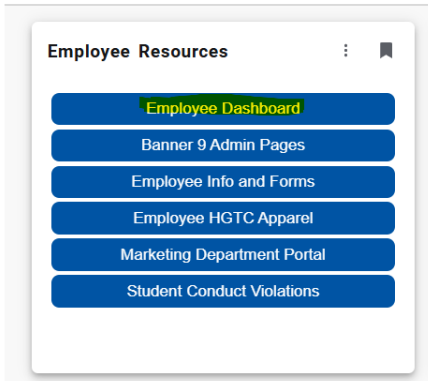 Employee Resources
Employee Dashboard
Banner 9 Admin Pages
Employee Info and Forms
Employee HGTC Apparel
Marketing Department Portal
Student Conduct Violations